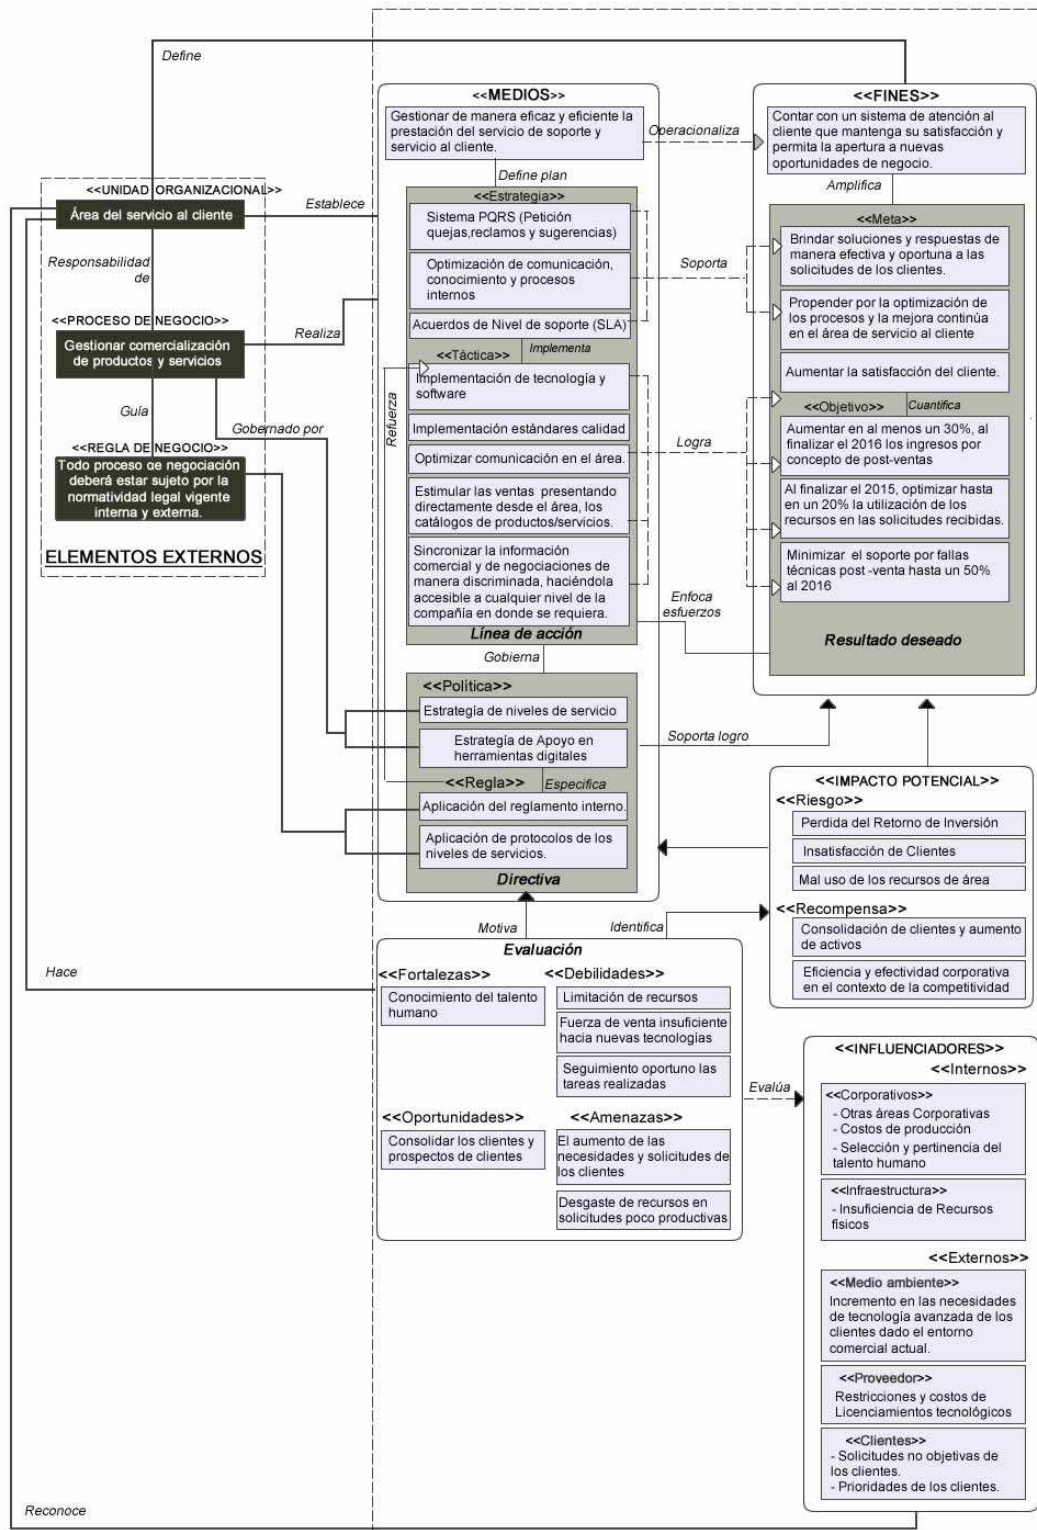 Define
<<UNIDAD ORGANIZACIONAL>>
Área del servicio al cliente
Establece
Responsabilidad
de
<<PROCESO DE NEGOCIO>>
Gestionar comercialización
de productos y servicios
Realiza
Guía
Gobernado por
<<REGLA DE NEGOCIO>>
Todo proceso de negociación
deberá estar sujeto por la
normatividad legal vigente
interna y externa.
ELEMENTOS EXTERNOS
<<MEDIOS>>
Gestionar de manera eficaz y eficiente la
prestación del servicio de soporte y
servicio al cliente.
Operacionaliza
Define plan
<<Estrategia>>
Sistema PQRS (Petición
quejas,reclamos y sugerencias)
Optimización de comunicación,
conocimiento y procesos
internos
Acuerdos de Nivel de soporte (SLA)
Soporta
Implementa
<<Táctica>>
Refuerza
Implementación de tecnología y
software
Implementación estándares calidad
Optimizar comunicación en el área.
Logra
Estimular las ventas presentando
directamente desde el área, los
catálogos de productos/servicios.
Sincronizar la información
comercial y de negociaciones de
manera discriminada, haciéndola
accesible a cualquier nivel de la
compañía en donde se requiera.
Línea de acción
Enfoca
esfuerzos
Gobierna
<<Política>>
Estrategía de niveles de servicio
Estrategía de Apoyo en
herramientas digitales
Soporta logro
<<Regla>>
Especifica
Aplicación del reglamento interno.
Aplicación de protocolos de los
niveles de servicios.
Directiva
<<FINES>>
Contar con un sistema de atención al
cliente que mantenga su satisfacción y
permita la apertura a nuevas
oportunidades de negocio.
Amplifica
<<Meta>>
Brindar soluciones y respuestas de
manera efectiva y oportuna a las
solicitudes de los clientes.
Propender por la optimización de
los procesos y la mejora continúa
en el área de servicio al cliente
Aumentar la satisfacción del cliente.
<<Objetivo>>
Cuantifica
Aumentar en al menos un 30%, al
finalizar el 2016 los ingresos por
concepto de post-ventas
Al finalizar el 2015, optimizar hasta
en un 20% la utilización de los
recursos en las solicitudes recibidas.
Minimizar el soporte por fallas
técnicas post -venta hasta un 50%
al 2016
Resultado deseado
<<IMPACTO POTENCIAL>>
<<Riesgo>>
Perdida del Retorno de Inversión
Insatisfacción de Clientes
Mal uso de los recursos de área
<<Recompensa>>
Consolidación de clientes y aumento
de activos
Eficiencia y efectividad corporativa
en el contexto de la competitividad
Motiva
Identifica
Hace
Evaluación
<<Fortalezas>>
Conocimiento del talento
humano
<<Debilidades>>
Limitación de recursos
Fuerza de venta insuficiente
hacia nuevas tecnologías
Seguimiento oportuno las
tareas realizadas
<<Oportunidades>>
Consolidar los clientes y
prospectos de clientes
<<Amenazas>>
El aumento de las
necesidades y solicitudes de
los clientes
Desgaste de recursos en
solicitudes poco productivas
Evalúa
<<INFLUENCIADORES>>
<<Internos>>
<<Corporativos>>
- Otras áreas Corporativas
- Costos de producción
- Selección y pertinencia del
talento humano
<<Infraestructura>>
- Insuficiencia de Recursos
físicos
<<Externos>>
<<Medio ambiente>>
Incremento en las necesidades
de tecnología avanzada de los
clientes dado el entorno
comercial actual.
<<Proveedor>>
Restricciones y costos de
Licenciamientos tecnológicos
<<Clientes>>
- Solicitudes no objetivas de
los clientes.
- Prioridades de los clientes.
Reconoce